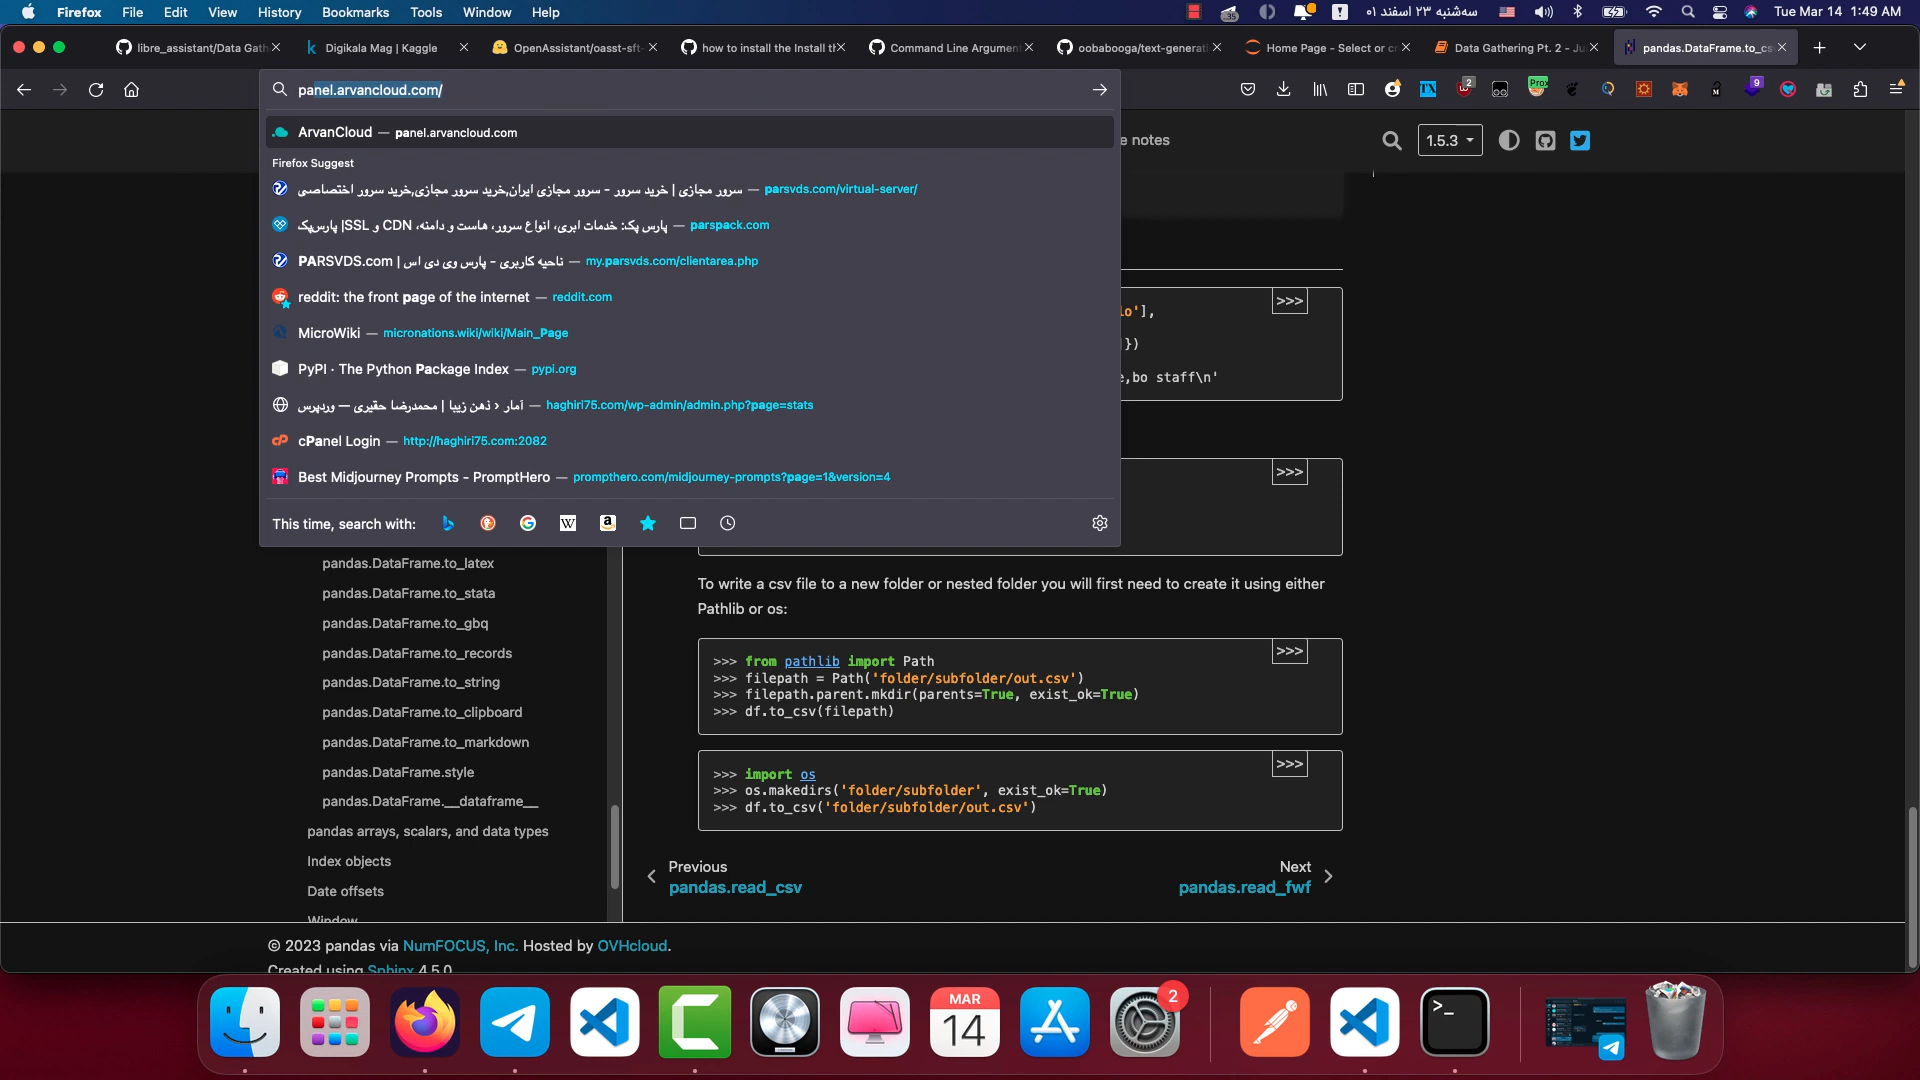 Firefox File Edit View History Bookmarks Tools Window Help
35
سه‌شنبه ۲۳ اسفند ۰۱
Tue Mar 14 1:49 AM
libre_assistant/Data Gath
Digikala Mag | Kaggle
OpenAssistant/oasst-sft-
how to install the Install th
Command Line Argumen
oobabooga/text-generati
Home Page - Select or cr
Data Gathering Pt. 2 - Ju
pandas.DataFrame.to_cs
panel.arvancloud.com/
2
Prox
9
ArvanCloud — panel.arvancloud.com
e notes
1.5.3
Firefox Suggest
سرور مجازی | خرید سرور - سرور مجازی ایران,خرید سرور مجازی,خرید سرور اختصاصی — parsvds.com/virtual-server/
پارس پک: خدمات ابری، انواع سرور، هاست و دامنه، CDN و SSL| پارس‌پک — parspack.com
PARSVDS.com | ناحیه کاربری - پارس وی دی اس — my.parsvds.com/clientarea.php
reddit: the front page of the internet — reddit.com
>>>
lo'],
MicroWiki — micronations.wiki/wiki/Main_Page
]})
PyPI · The Python Package Index — pypi.org
e,bo staff\n'
آمار ‹ ذهن زیبا | محمدرضا حقیری — وردپرس — haghiri75.com/wp-admin/admin.php?page=stats
cPanel Login — http://haghiri75.com:2082
Best Midjourney Prompts - PromptHero — prompthero.com/midjourney-prompts?page=1&version=4
>>>
This time, search with:
pandas.DataFrame.to_latex
pandas.DataFrame.to_stata
pandas.DataFrame.to_gbq
pandas.DataFrame.to_records
pandas.DataFrame.to_string
pandas.DataFrame.to_clipboard
pandas.DataFrame.to_markdown
pandas.DataFrame.style
pandas.DataFrame.__dataframe__
pandas arrays, scalars, and data types
Index objects
Date offsets
Window
To write a csv file to a new folder or nested folder you will first need to create it using either
Pathlib or os:
>>>
>>> from pathlib import Path
>>> filepath = Path('folder/subfolder/out.csv')
>>> filepath.parent.mkdir(parents=True, exist_ok=True)
>>> df.to_csv(filepath)
>>>
>>> import os
>>> os.makedirs('folder/subfolder', exist_ok=True)
>>> df.to_csv('folder/subfolder/out.csv')
Previous
pandas.read_csv
Next
pandas.read_fwf
© 2023 pandas via NumFOCUS, Inc. Hosted by OVHcloud.
Created using Sphinx 4.5.0.
MAR
14
2